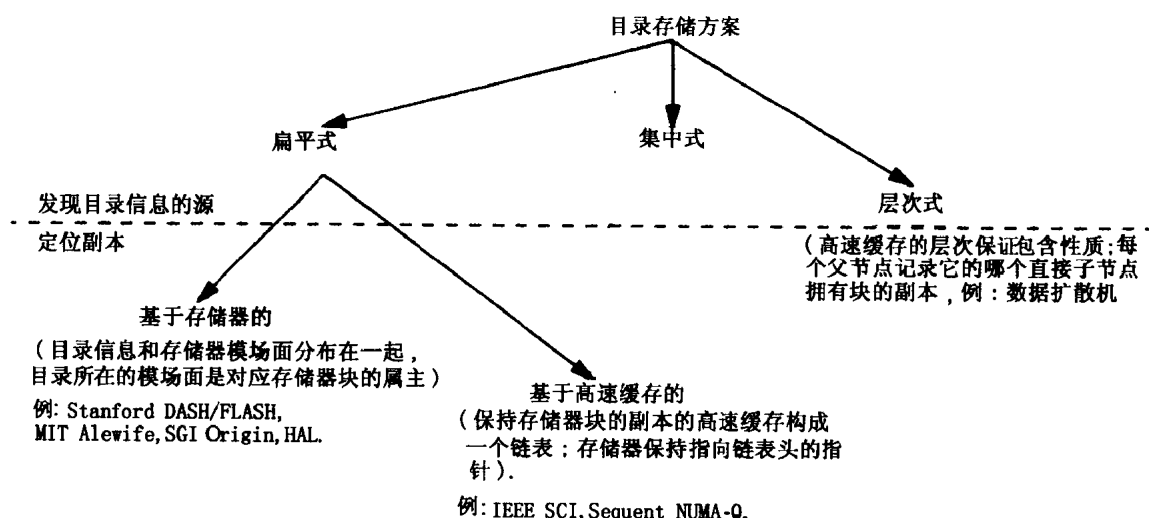 目录存储方案
扁平式
集中式
发现目录信息的源
层次式
定位副本
(高速缓存的层次保证包含性质;每
个父节点记录它的哪个直接子节点
拥有块的副本,例:数据扩散机
基于存储器的
(目录信息和存储器模场面分布在一起,
目录所在的模场面是对应存储器块的属主)
例: Stanford DASH/FLASH,
MIT Alewife,SGI Origin,HAL.
基于高速缓存的
(保持存储器块的副本的高速缓存构成
一个链表;存储器保持指向链表头的指
针).
例: IEEE SCI,Sequent NUMA-Q.